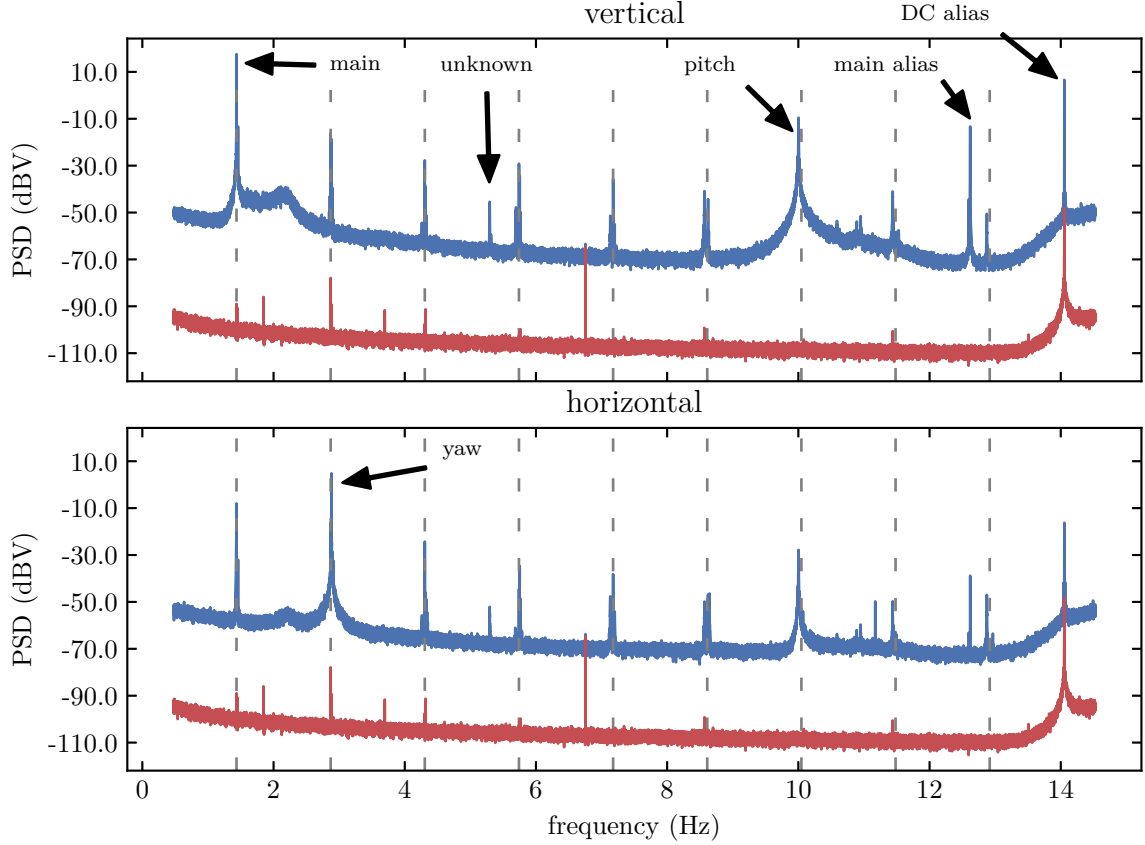 vertical
DC alias
main
unknown
pitch
main alias
PSD (dBV)
10.0
-10.0
-30.0
-50.0
-70.0
-90.0
-110.0
horizontal
yaw
PSD (dBV)
10.0
-10.0
-30.0
-50.0
-70.0
-90.0
-110.0
0 2 4 6 8 10 12 14
frequency (Hz)